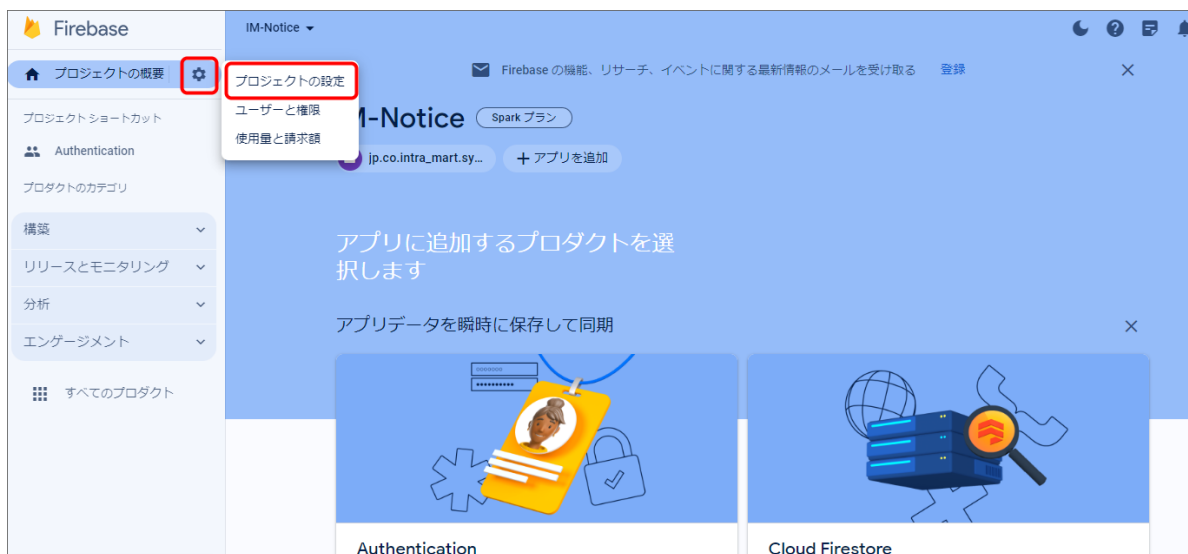 Firebase
IM-Notice
プロジェクトの概要
プロジェクトの設定
ユーザーと権限
使用量と請求額
Firebase の機能、リサーチ、イベントに関する最新情報のメールを受け取る 登録
プロジェクト ショートカット
Authentication
プロダクトのカテゴリ
構築
リリースとモニタリング
分析
エンゲージメント
すべてのプロダクト
M-Notice
Spark プラン
jp.co.intra_mart.sy...
+ アプリを追加
アプリに追加するプロダクトを選
択します
アプリデータを瞬時に保存して同期
Authentication
Cloud Firestore